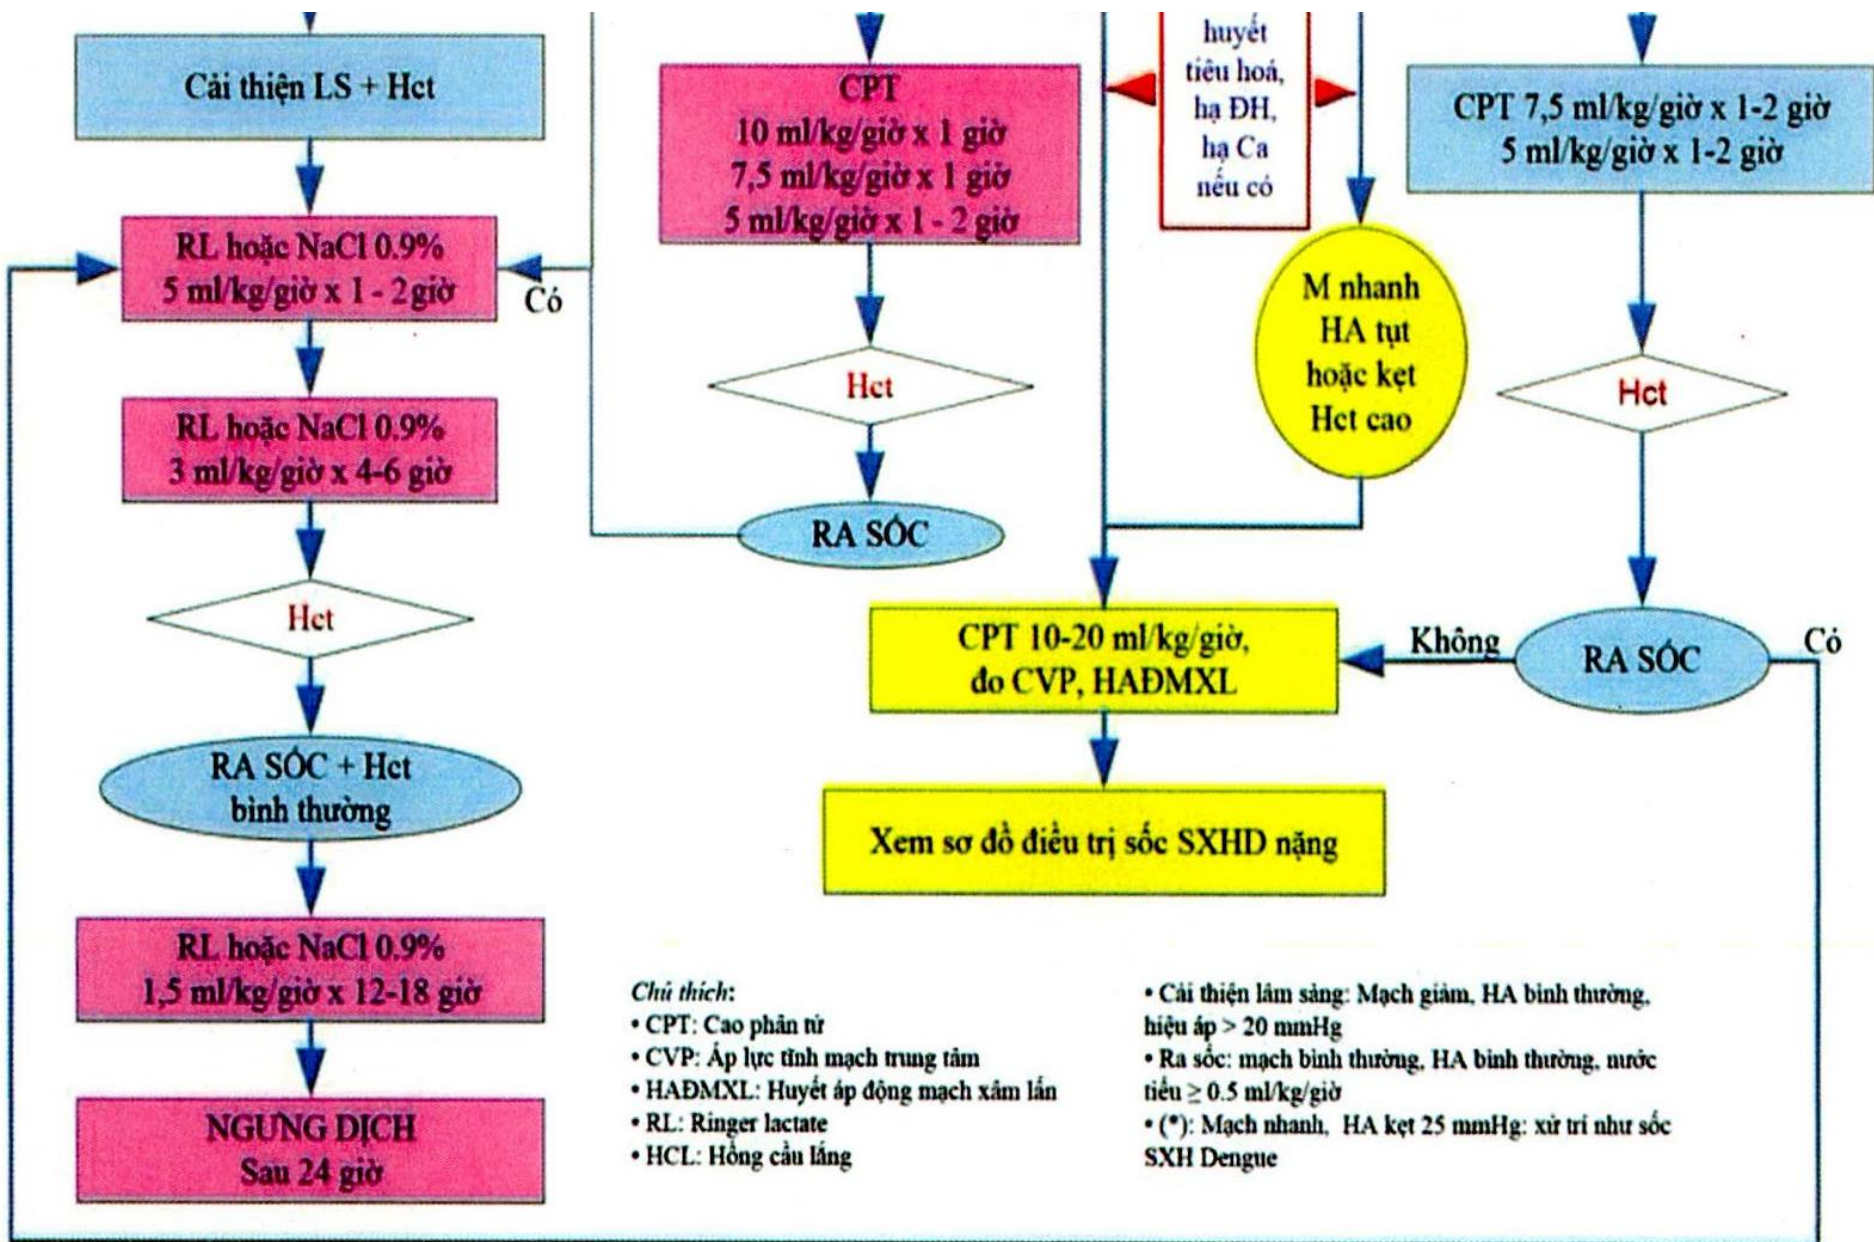 Cải thiện LS + Hct
RL hoặc NaCl 0.9%
5 ml/kg/giờ x 1 - 2giờ
Có
RL hoặc NaCl 0.9%
3 ml/kg/giờ x 4-6 giờ
Hct
RA SỐC + Hct
bình thường
RL hoặc NaCl 0.9%
1,5 ml/kg/giờ x 12-18 giờ
NGƯNG DỊCH
Sau 24 giờ
CPT
10 ml/kg/giờ x 1 giờ
7,5 ml/kg/giờ x 1 giờ
5 ml/kg/giờ x 1 - 2 giờ
Hct
RA SỐC
huyết
tiêu hoá,
hạ ĐH,
hạ Ca
nếu có
M nhanh
HA tụt
hoặc kẹt
Hct cao
CPT 7,5 ml/kg/giờ x 1-2 giờ
5 ml/kg/giờ x 1-2 giờ
Hct
RA SỐC
Không
Có
CPT 10-20 ml/kg/giờ,
đo CVP, HAĐMXL
Xem sơ đồ điều trị sốc SXHD nặng
Chú thích:
• CPT: Cao phân tử
• CVP: Áp lực tĩnh mạch trung tâm
• HAĐMXL: Huyết áp động mạch xâm lấn
• RL: Ringer lactate
• HCL: Hồng cầu lắng
• Cải thiện lâm sàng: Mạch giảm, HA bình thường,
hiệu áp > 20 mmHg
• Ra sốc: mạch bình thường, HA bình thường, nước
tiểu ≥ 0.5 ml/kg/giờ
• (*): Mạch nhanh, HA kẹt 25 mmHg: xử trí như sốc
SXH Dengue